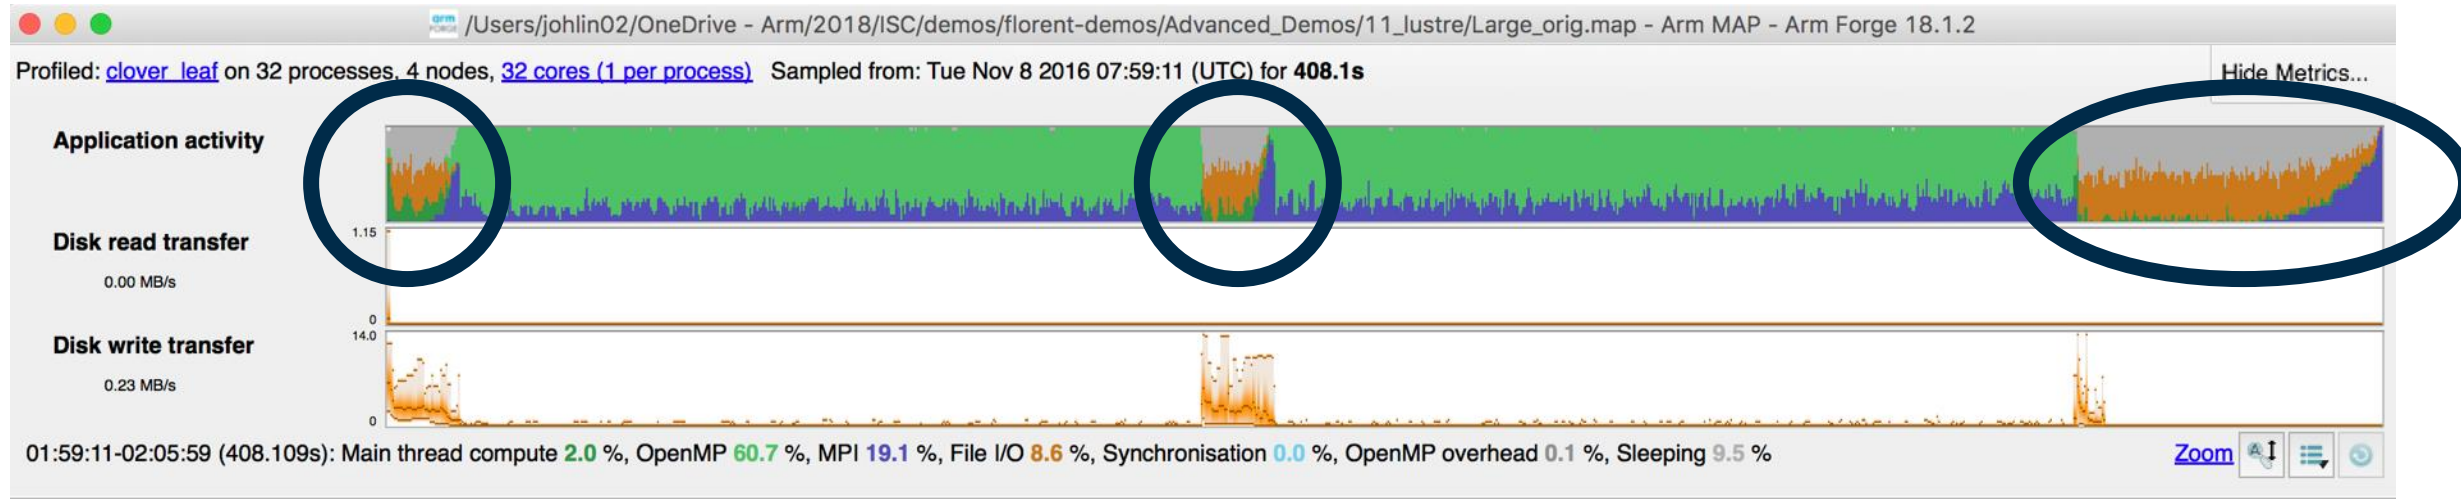 arm FORGE /Users/johlin02/OneDrive - Arm/2018/ISC/demos/florent-demos/Advanced_Demos/11_lustre/Large_orig.map - Arm MAP - Arm Forge 18.1.2
Profiled: clover_leaf on 32 processes, 4 nodes, 32 cores (1 per process) Sampled from: Tue Nov 8 2016 07:59:11 (UTC) for 408.1s
Hide Metrics...
Application activity
Disk read transfer
0.00 MB/s
1.15
0
Disk write transfer
0.23 MB/s
14.0
0
01:59:11-02:05:59 (408.109s): Main thread compute 2.0 %, OpenMP 60.7 %, MPI 19.1 %, File I/O 8.6 %, Synchronisation 0.0 %, OpenMP overhead 0.1 %, Sleeping 9.5 %
Zoom